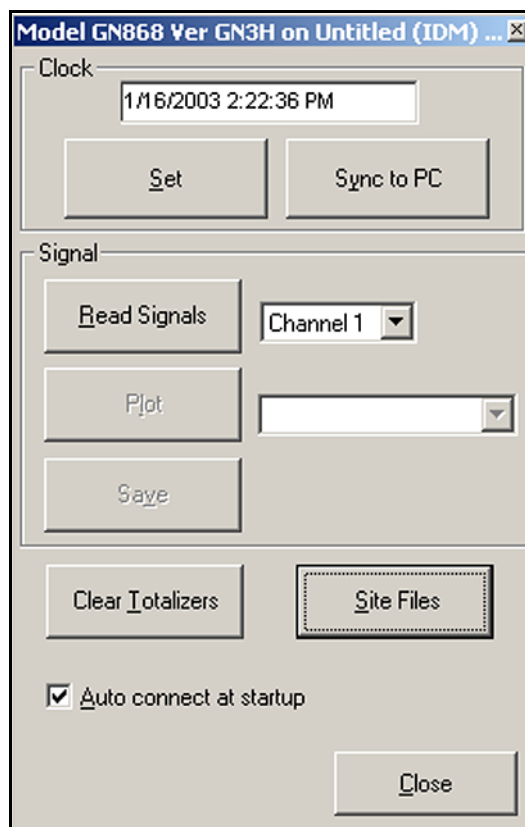 Model GN868 Ver GN3H on Untitled (IDM) ...
Clock
1/16/2003 2:22:36 PM
Set
Sync to PC
Signal
Read Signals
Channel 1
Plot
Save
Clear Totalizers
Site Files
Auto connect at startup
Close